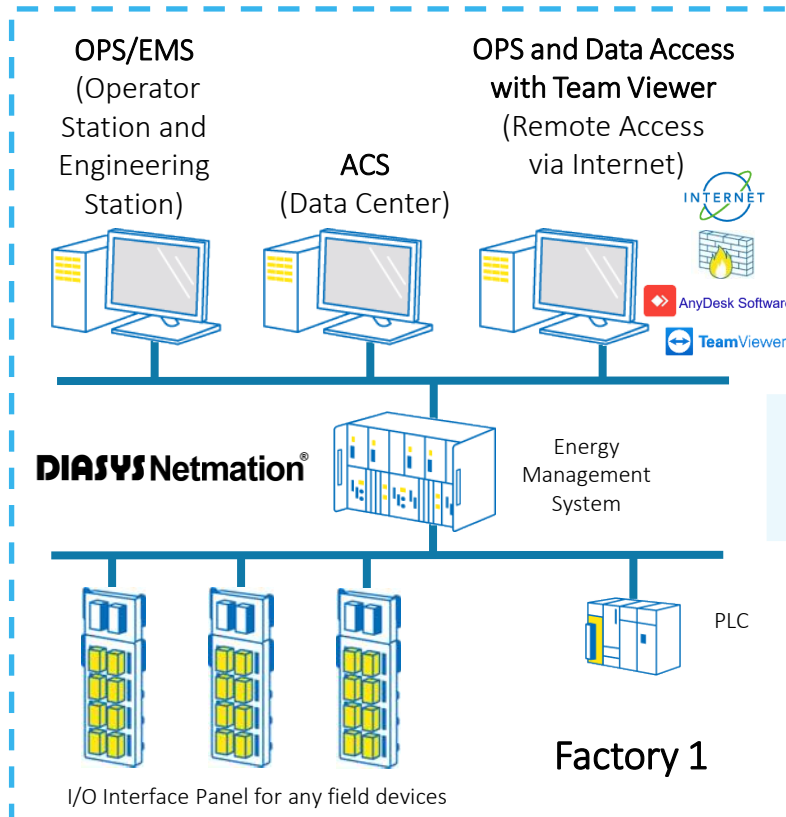 OPS/EMS
(Operator
Station and
Engineering
Station)
ACS
(Data Center)
OPS and Data Access
with Team Viewer
(Remote Access
via Internet)
INTERNET
AnyDesk Software
TeamViewer
DIASYS Netmation®
Energy
Management
System
PLC
Factory 1
I/O Interface Panel for any field devices